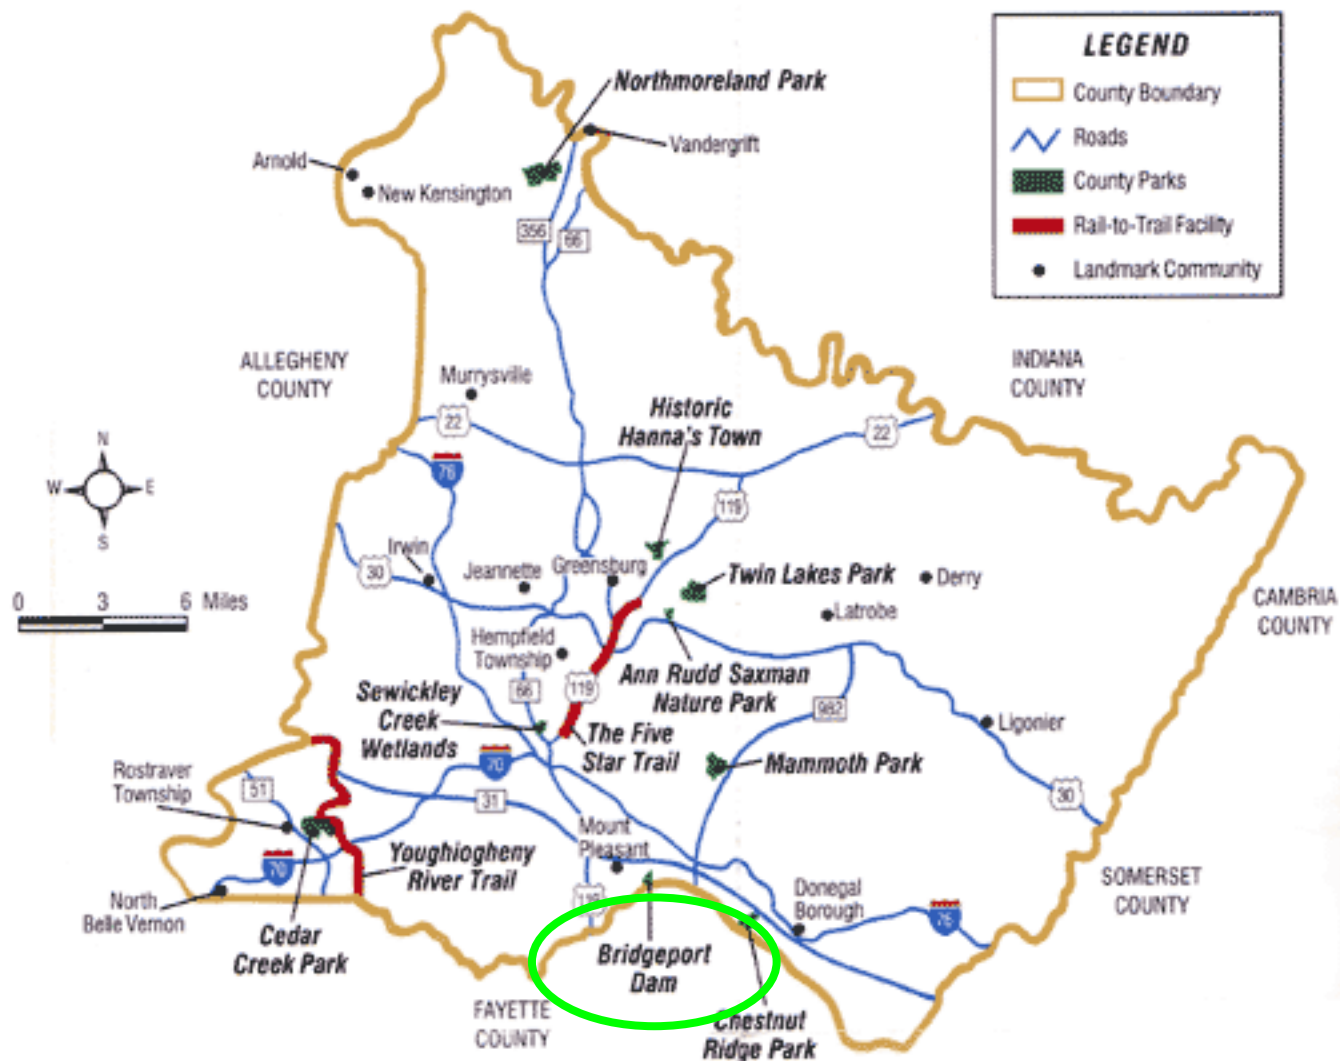 LEGEND
County Boundary
Roads
County Parks
Rail-to-Trail Facility
Landmark Community
Northmoreland Park
Vandergrift
Arnold
New Kensington
356
66
ALLEGHENY
COUNTY
INDIANA
COUNTY
Murrysville
22
Historic
Hanna's Town
22
76
N
W
E
S
119
Irwin
30
Jeannette
Greensburg
Twin Lakes Park
Derry
0 3 6 Miles
Latrobe
CAMBRIA
COUNTY
Hempfield
Township
Ann Rudd Saxman
Nature Park
119
66
Sewickley
Creek
Wetlands
982
Ligonier
The Five
Star Trail
70
Mammoth Park
Rostraver
Township
51
31
30
Mount
Pleasant
Youghiogheny
River Trail
70
North
Belle Vernon
Donegal
Borough
76
SOMERSET
COUNTY
Cedar
Creek Park
Bridgeport
Dam
FAYETTE
COUNTY
Chestnut
Ridge Park